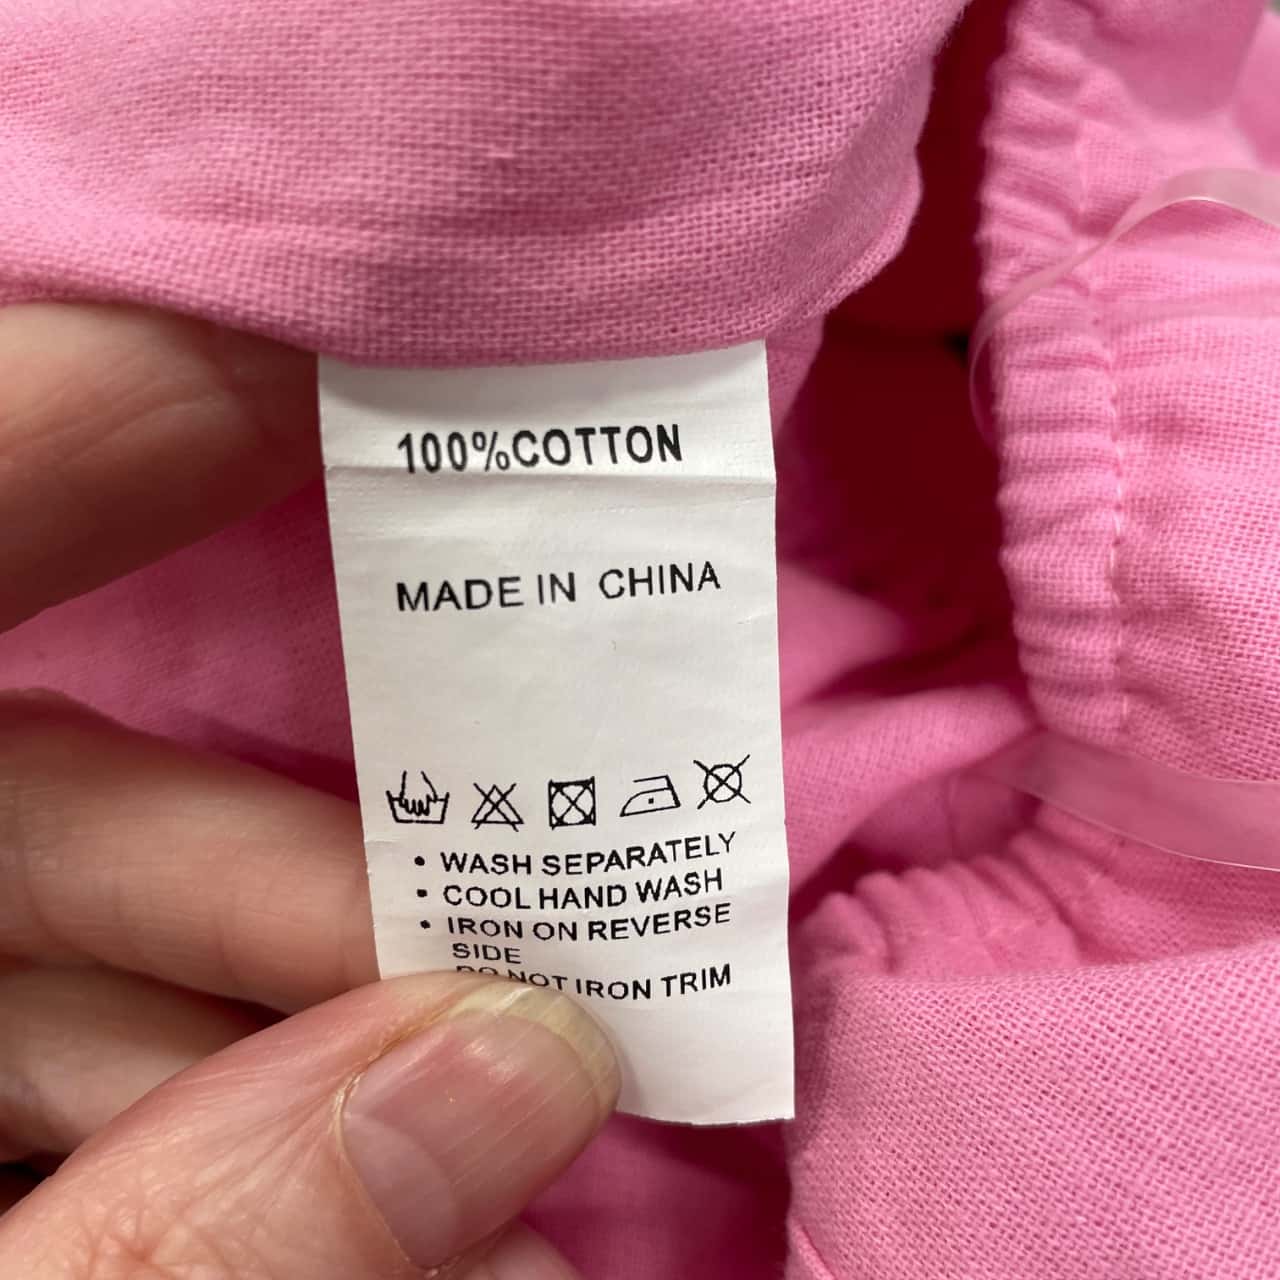 100%COTTON
MADE IN CHINA
• WASH SEPARATELY
• COOL HAND WASH
• IRON ON REVERSE
SIDE
DO NOT IRON TRIM